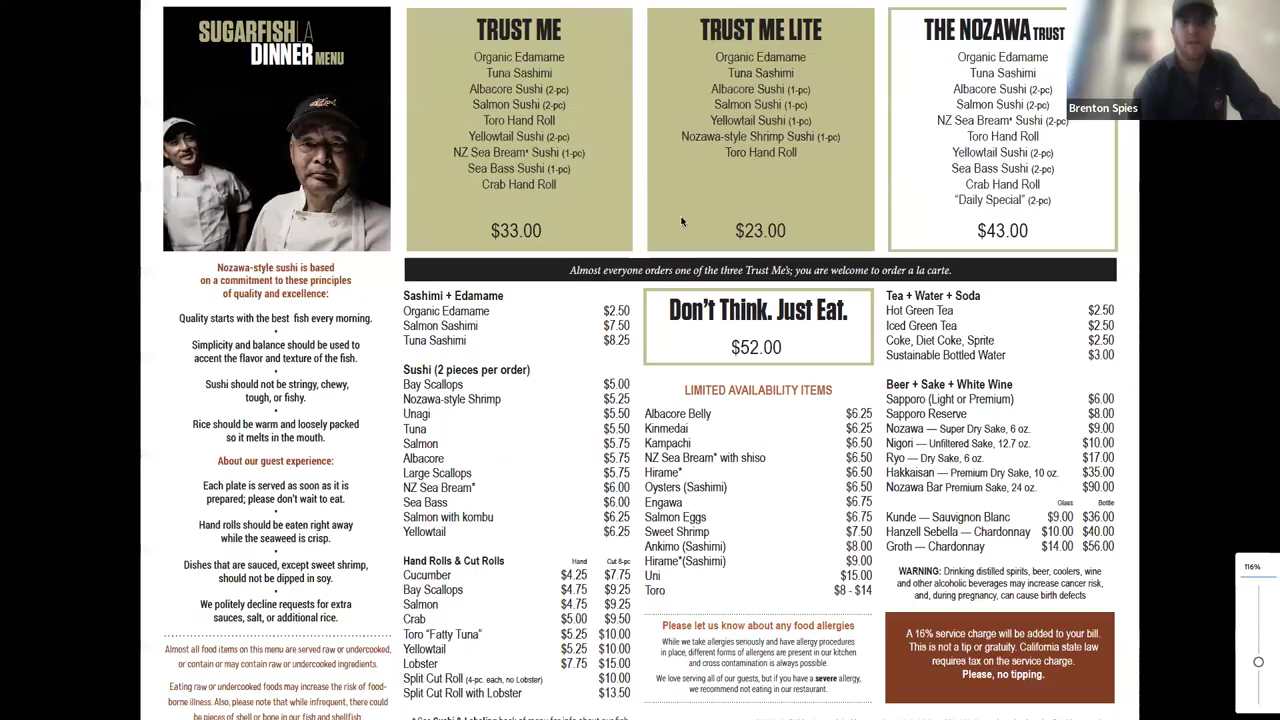 SUGARFISH LA
DINNER MENU
TRUST ME
Organic Edamame
Tuna Sashimi
Albacore Sushi (2-pc)
Salmon Sushi (2-pc)
Toro Hand Roll
Yellowtail Sushi (2-pc)
NZ Sea Bream* Sushi (1-pc)
Sea Bass Sushi (1-pc)
Crab Hand Roll
$33.00
TRUST ME LITE
Organic Edamame
Tuna Sashimi
Albacore Sushi (1-pc)
Salmon Sushi (1-pc)
Yellowtail Sushi (1-pc)
Nozawa-style Shrimp Sushi (1-pc)
Toro Hand Roll
$23.00
THE NOZAWA TRUST
Organic Edamame
Tuna Sashimi
Albacore Sushi (2-pc)
Salmon Sushi (2-pc)
NZ Sea Bream* Sushi (2-pc)
Toro Hand Roll
Yellowtail Sushi (2-pc)
Sea Bass Sushi (2-pc)
Crab Hand Roll
“Daily Special” (2-pc)
$43.00
Brenton Spies
Nozawa-style sushi is based
on a commitment to these principles
of quality and excellence:
Quality starts with the best fish every morning.
•
Simplicity and balance should be used to
accent the flavor and texture of the fish.
•
Sushi should not be stringy, chewy,
tough, or fishy.
•
Rice should be warm and loosely packed
so it melts in the mouth.
About our guest experience:
Each plate is served as soon as it is
prepared; please don't wait to eat.
•
Hand rolls should be eaten right away
while the seaweed is crisp.
•
Dishes that are sauced, except sweet shrimp,
should not be dipped in soy.
•
We politely decline requests for extra
sauces, salt, or additional rice.
Almost all food items on this menu are served raw or undercooked,
or contain or may contain raw or undercooked ingredients.
Eating raw or undercooked foods may increase the risk of food-
borne illness. Also, please note that while infrequent, there could
be pieces of shell or bone in our fish and shellfish
Almost everyone orders one of the three Trust Me's; you are welcome to order a la carte.
Sashimi + Edamame
Organic Edamame $2.50
Salmon Sashimi $7.50
Tuna Sashimi $8.25
Sushi (2 pieces per order)
Bay Scallops $5.00
Nozawa-style Shrimp $5.25
Unagi $5.50
Tuna $5.50
Salmon $5.75
Albacore $5.75
Large Scallops $5.75
NZ Sea Bream* $6.00
Sea Bass $6.00
Salmon with kombu $6.25
Yellowtail $6.25
Hand Rolls & Cut Rolls Hand Cut 8-pc
Cucumber $4.25 $7.75
Bay Scallops $4.75 $9.25
Salmon $4.75 $9.25
Crab $5.00 $9.50
Toro “Fatty Tuna” $5.25 $10.00
Yellowtail $5.25 $10.00
Lobster $7.75 $15.00
Split Cut Roll (4-pc. each, no Lobster) $10.00
Split Cut Roll with Lobster $13.50
Don't Think. Just Eat.
$52.00
LIMITED AVAILABILITY ITEMS
Albacore Belly $6.25
Kinmedai $6.25
Kampachi $6.50
NZ Sea Bream* with shiso $6.50
Hirame* $6.50
Oysters (Sashimi) $6.50
Engawa $6.75
Salmon Eggs $6.75
Sweet Shrimp $7.50
Ankimo (Sashimi) $8.00
Hirame*(Sashimi) $9.00
Uni $15.00
Toro $8 - $14
Please let us know about any food allergies
While we take allergies seriously and have allergy procedures
in place, different forms of allergens are present in our kitchen
and cross contamination is always possible.
We love serving all of our guests, but if you have a severe allergy,
we recommend not eating in our restaurant.
Tea + Water + Soda
Hot Green Tea $2.50
Iced Green Tea $2.50
Coke, Diet Coke, Sprite $2.50
Sustainable Bottled Water $3.00
Beer + Sake + White Wine
Sapporo (Light or Premium) $6.00
Sapporo Reserve $8.00
Nozawa — Super Dry Sake, 6 oz. $9.00
Nigori — Unfiltered Sake, 12.7 oz. $10.00
Ryo — Dry Sake, 6 oz. $17.00
Hakkaisan — Premium Dry Sake, 10 oz. $35.00
Nozawa Bar Premium Sake, 24 oz. $90.00
Glass Bottle
Kunde — Sauvignon Blanc $9.00 $36.00
Hanzell Sebella — Chardonnay $10.00 $40.00
Groth — Chardonnay $14.00 $56.00
WARNING: Drinking distilled spirits, beer, coolers, wine
and other alcoholic beverages may increase cancer risk,
and, during pregnancy, can cause birth defects
A 16% service charge will be added to your bill.
This is not a tip or gratuity. California state law
requires tax on the service charge.
Please, no tipping.
116%